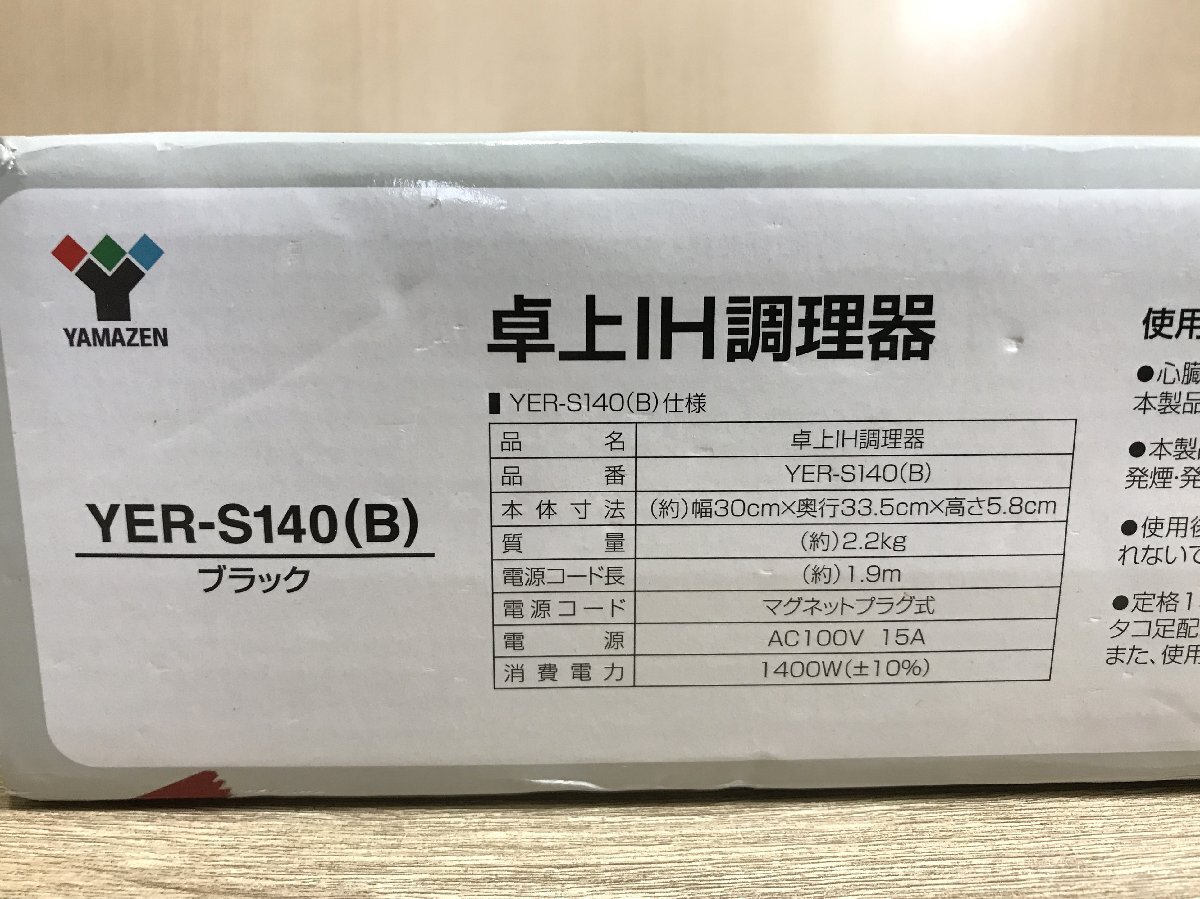 YAMAZEN
YER-S140(B)
ブラック
卓上IH調理器
YER-S140(B)仕様
品名 卓上IH調理器
品番 YER-S140(B)
本体寸法 (約)幅30cm×奥行33.5cm×高さ5.8cm
質量 (約)2.2kg
電源コード長 (約)1.9m
電源コード マグネットプラグ式
電源 AC100V 15A
消費電力 1400W(±10%)
使用
●心臓
本製品
●本製品
発煙・発
●使用後
れないで
●定格1
タコ足配
また、使用